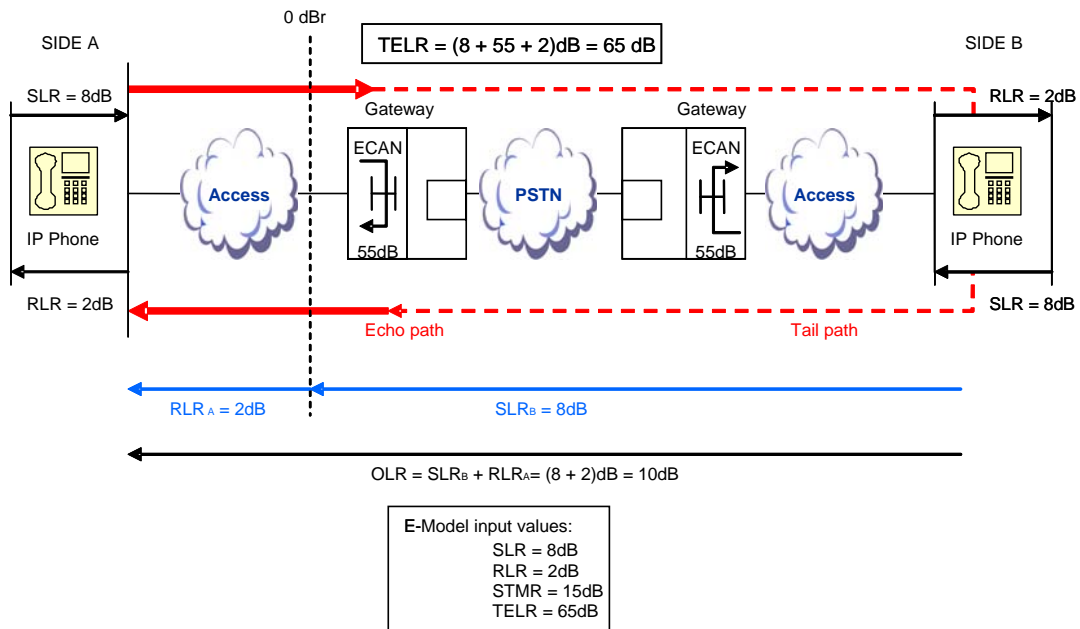 0 dBr
SIDE A
TELR = (8 + 55 + 2)dB = 65 dB
SIDE B
SLR = 8dB
RLR = 2dB
Gateway
Gateway
ECAN
ECAN
Access
PSTN
Access
IP Phone
IP Phone
55dB
55dB
RLR = 2dB
SLR = 8dB
Echo path
Tail path
RLR A = 2dB
SLRB = 8dB
OLR = SLRB + RLRA= (8 + 2)dB = 10dB
E-Model input values:
SLR = 8dB
RLR = 2dB
STMR = 15dB
TELR = 65dB